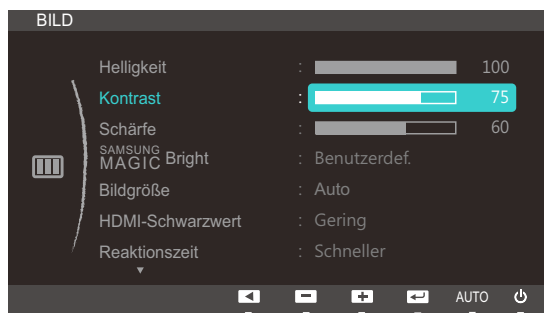 BILD
Helligkeit : 100
Kontrast : 75
Schärfe : 60
SAMSUNG MAGIC Bright : Benutzerdef.
Bildgröße : Auto
HDMI-Schwarzwert : Gering
Reaktionszeit : Schneller
AUTO